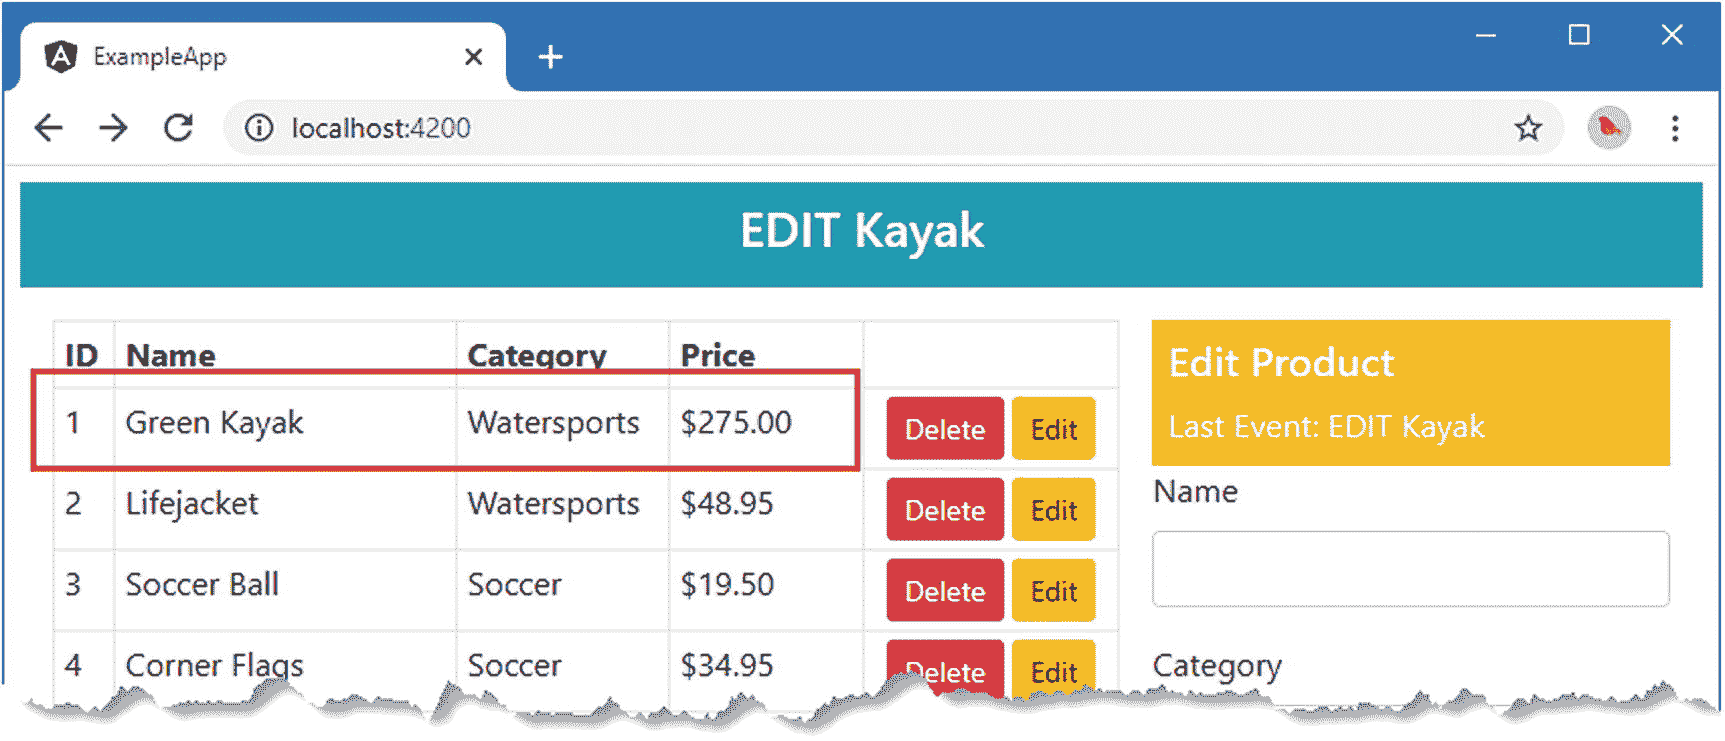 ExampleApp
localhost:4200
EDIT Kayak
ID Name Category Price
1 Green Kayak Watersports $275.00 Delete Edit
2 Lifejacket Watersports $48.95 Delete Edit
3 Soccer Ball Soccer $19.50 Delete Edit
4 Corner Flags Soccer $34.95 Delete Edit
Edit Product
Last Event: EDIT Kayak
Name
Category